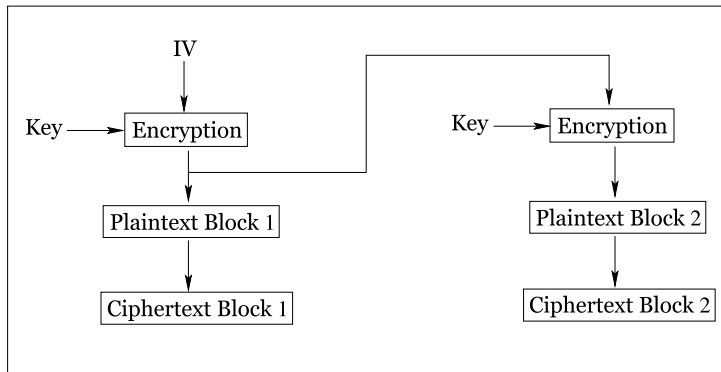 IV
Key
Encryption
Plaintext Block 1
Ciphertext Block 1
Key
Encryption
Plaintext Block 2
Ciphertext Block 2